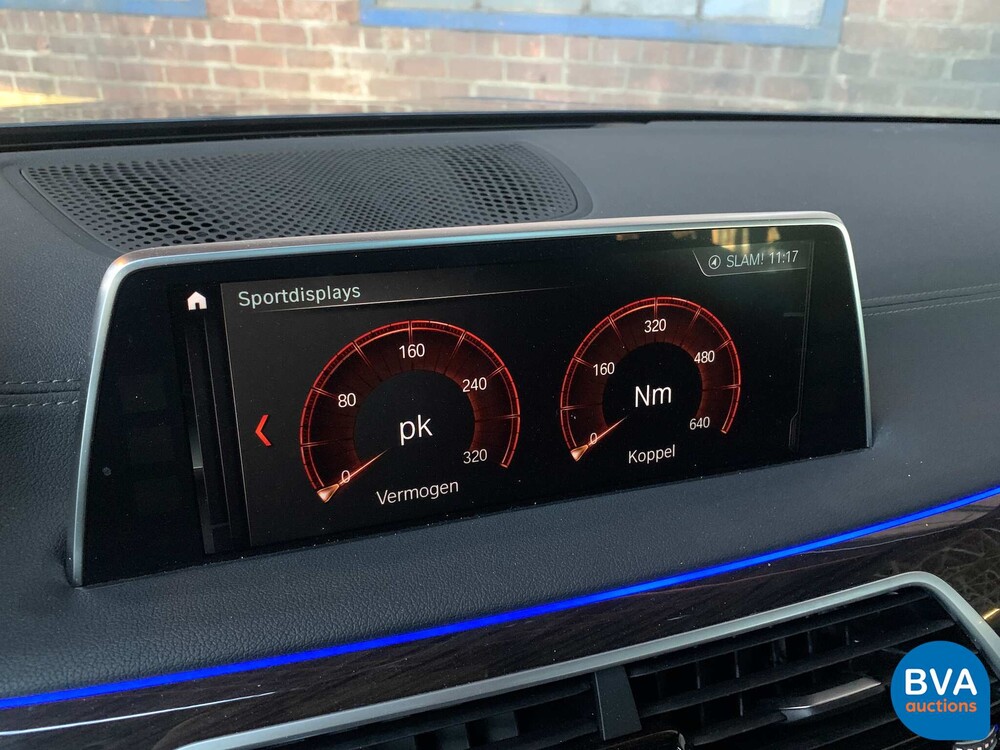 Sportdisplays
SLAM! 11:17
0 80 160 240 320
pk
Vermogen
0 160 320 480 640
Nm
Koppel
BVA
auctions